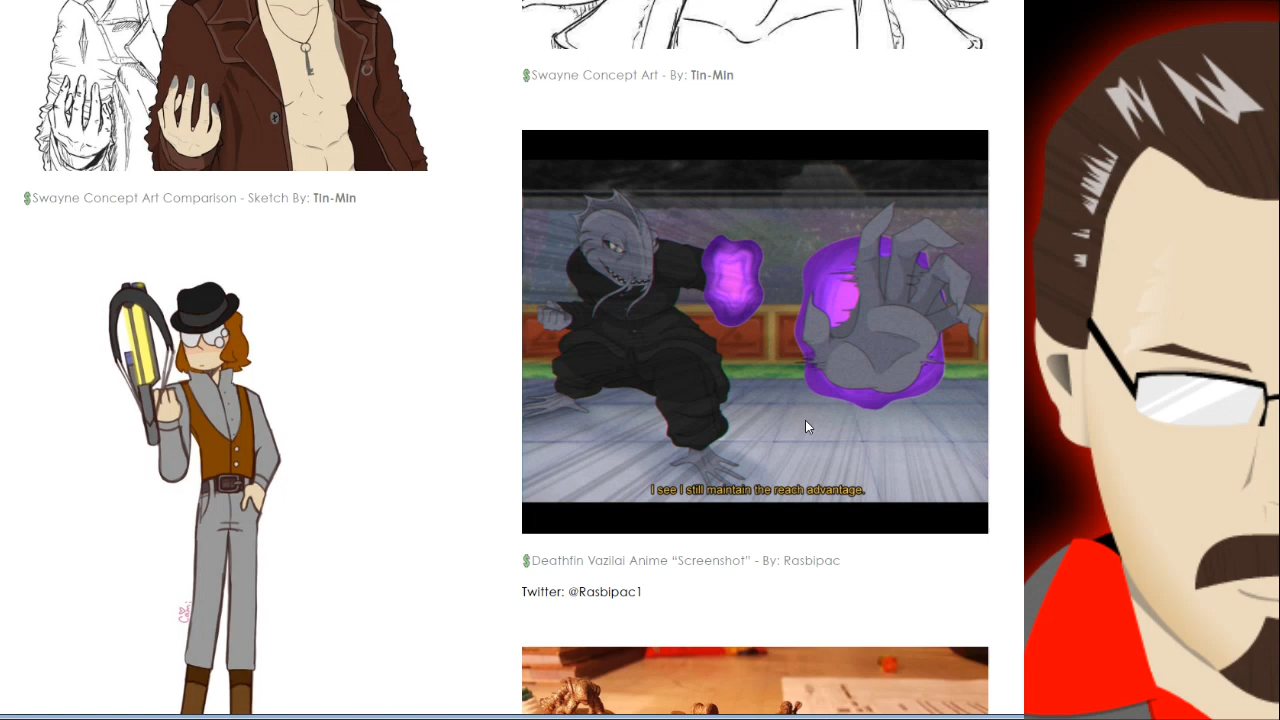 $Swayne Concept Art Comparison - Sketch By: Tin-Min
Cami
$Swayne Concept Art - By: Tin-Min
I see I still maintain the reach advantage.
$Deathfin Vazilai Anime “Screenshot” - By: Rasbipac
Twitter: @Rasbipac1